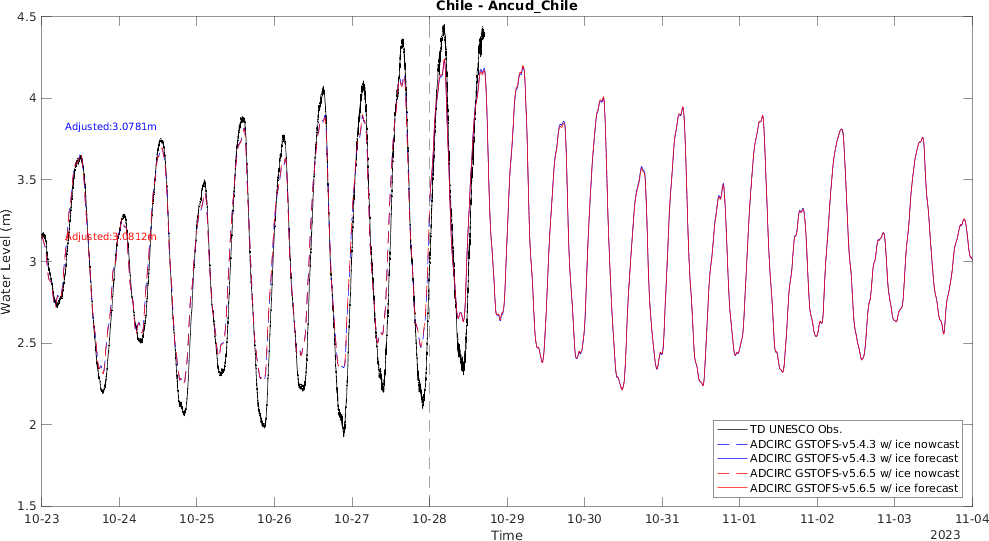 Chile - Ancud_Chile
4.5
4
3.5
3
2.5
2
1.5
Water Level (m)
Adjusted:3.0781m
Adjusted:3.0812m
TD UNESCO Obs.
ADCIRC GSTOFS-v5.4.3 w/ ice nowcast
ADCIRC GSTOFS-v5.4.3 w/ ice forecast
ADCIRC GSTOFS-v5.6.5 w/ ice nowcast
ADCIRC GSTOFS-v5.6.5 w/ ice forecast
10-23 10-24 10-25 10-26 10-27 10-28 10-29 10-30 10-31 11-01 11-02 11-03 11-04
Time
2023